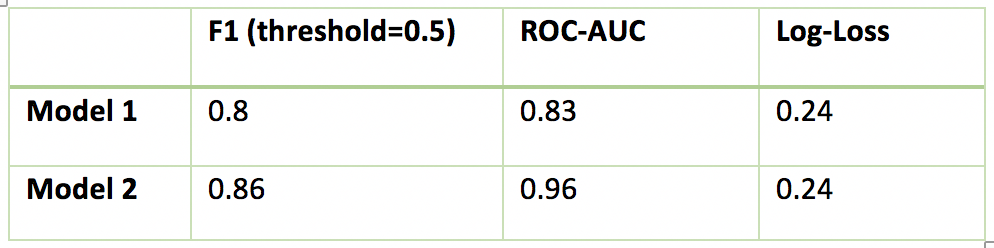 F1 (threshold=0.5) ROC-AUC Log-Loss
Model 1 0.8 0.83 0.24
Model 2 0.86 0.96 0.24